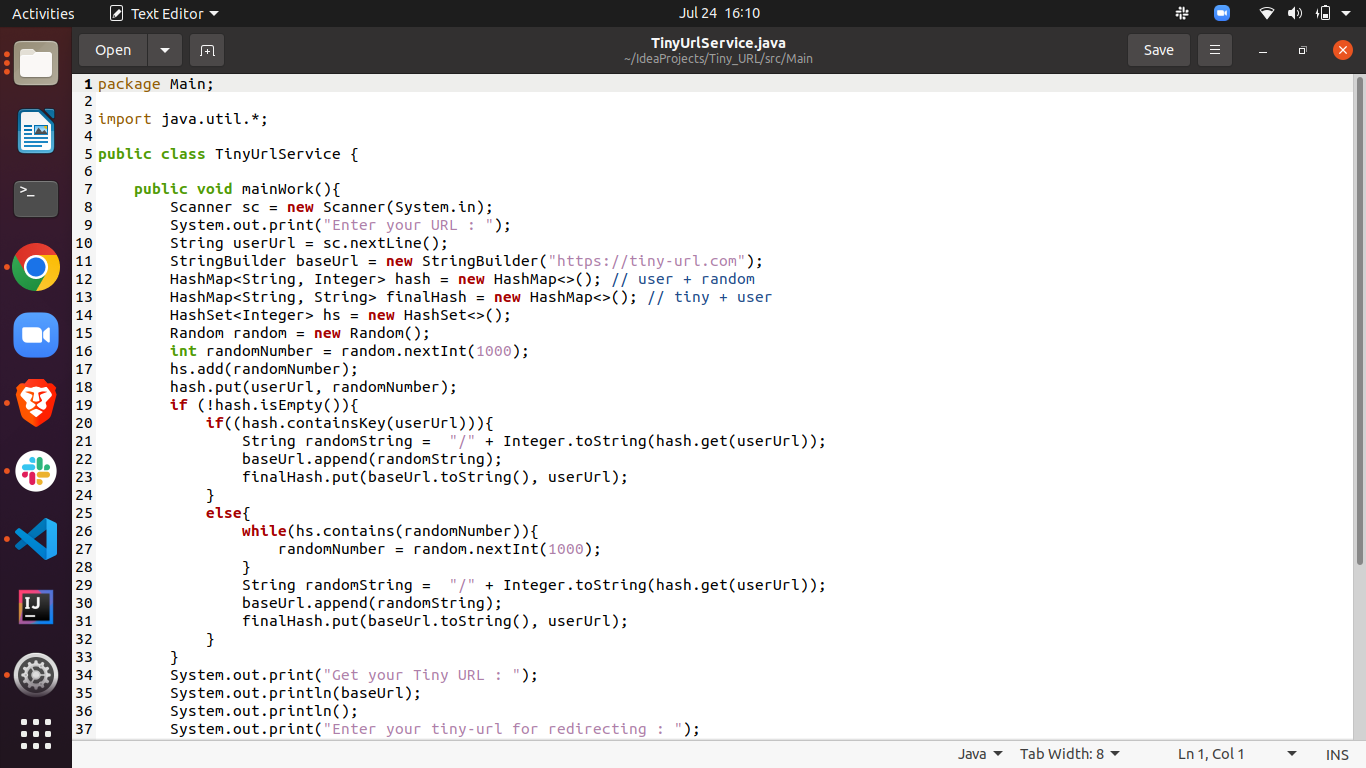 Activities Text Editor Jul 24 16:10
Open TinyUrlService.java Save
~/IdeaProjects/Tiny_URL/src/Main
1 package Main;
2
3 import java.util.*;
4
5 public class TinyUrlService {
6
7     public void mainWork(){
8         Scanner sc = new Scanner(System.in);
9         System.out.print("Enter your URL : ");
10         String userUrl = sc.nextLine();
11         StringBuilder baseUrl = new StringBuilder("https://tiny-url.com");
12         HashMap<String, Integer> hash = new HashMap<>(); // user + random
13         HashMap<String, String> finalHash = new HashMap<>(); // tiny + user
14         HashSet<Integer> hs = new HashSet<>();
15         Random random = new Random();
16         int randomNumber = random.nextInt(1000);
17         hs.add(randomNumber);
18         hash.put(userUrl, randomNumber);
19         if (!hash.isEmpty()){
20             if((hash.containsKey(userUrl))){
21                 String randomString =  "/" + Integer.toString(hash.get(userUrl));
22                 baseUrl.append(randomString);
23                 finalHash.put(baseUrl.toString(), userUrl);
24             }
25             else{
26                 while(hs.contains(randomNumber)){
27                     randomNumber = random.nextInt(1000);
28                 }
29                 String randomString =  "/" + Integer.toString(hash.get(userUrl));
30                 baseUrl.append(randomString);
31                 finalHash.put(baseUrl.toString(), userUrl);
32             }
33         }
34         System.out.print("Get your Tiny URL : ");
35         System.out.println(baseUrl);
36         System.out.println();
37         System.out.print("Enter your tiny-url for redirecting : ");
Java Tab Width: 8 Ln 1, Col 1 INS